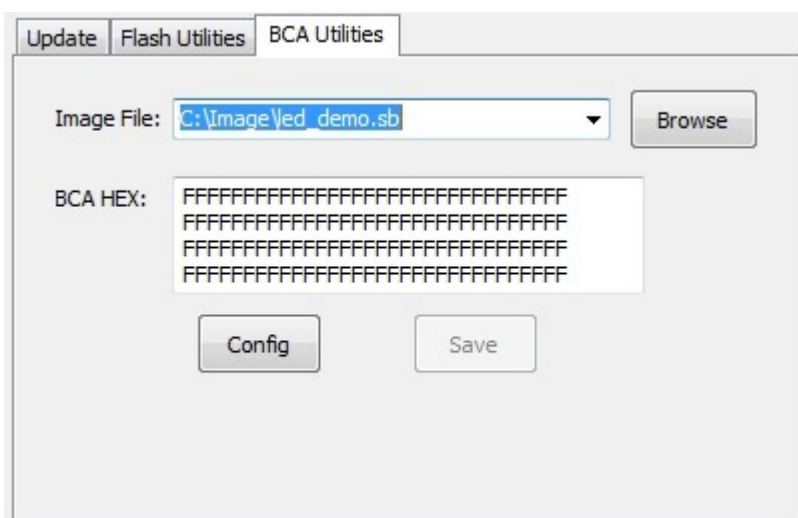 Update Flash Utilities BCA Utilities
Image File: C:\Image\led_demo.sb Browse
BCA HEX: FFFFFFFFFFFFFFFFFFFFFFFFFFFFFFFF
FFFFFFFFFFFFFFFFFFFFFFFFFFFFFFFF
FFFFFFFFFFFFFFFFFFFFFFFFFFFFFFFF
FFFFFFFFFFFFFFFFFFFFFFFFFFFFFFFF
Config Save